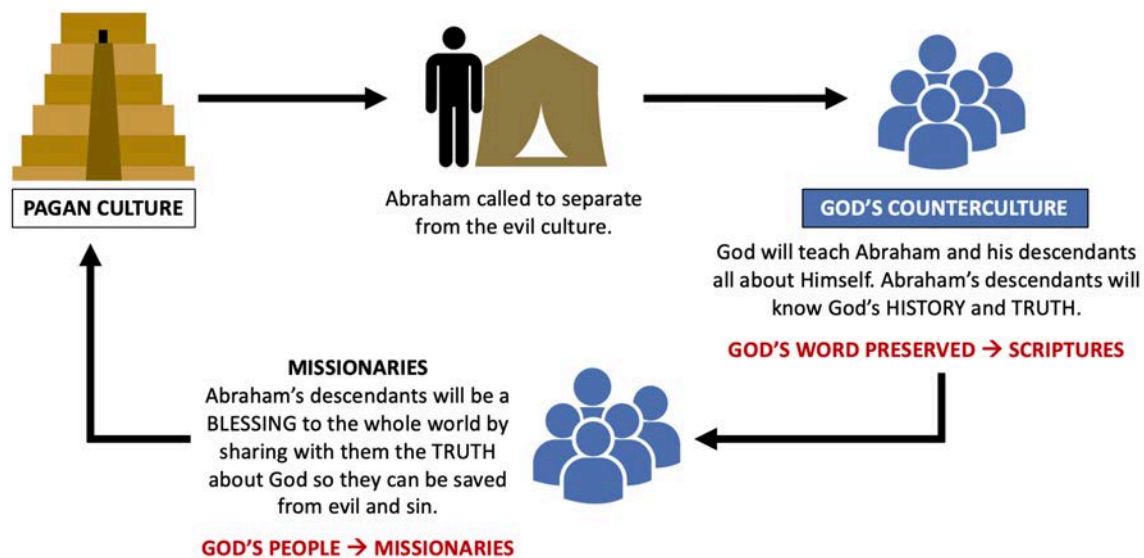 PAGAN CULTURE
Abraham called to separate
from the evil culture.
GOD’S COUNTERCULTURE
God will teach Abraham and his descendants
all about Himself. Abraham’s descendants will
know God’s HISTORY and TRUTH.
GOD’S WORD PRESERVED → SCRIPTURES
MISSIONARIES
Abraham’s descendants will be a
BLESSING to the whole world by
sharing with them the TRUTH
about God so they can be saved
from evil and sin.
GOD’S PEOPLE → MISSIONARIES